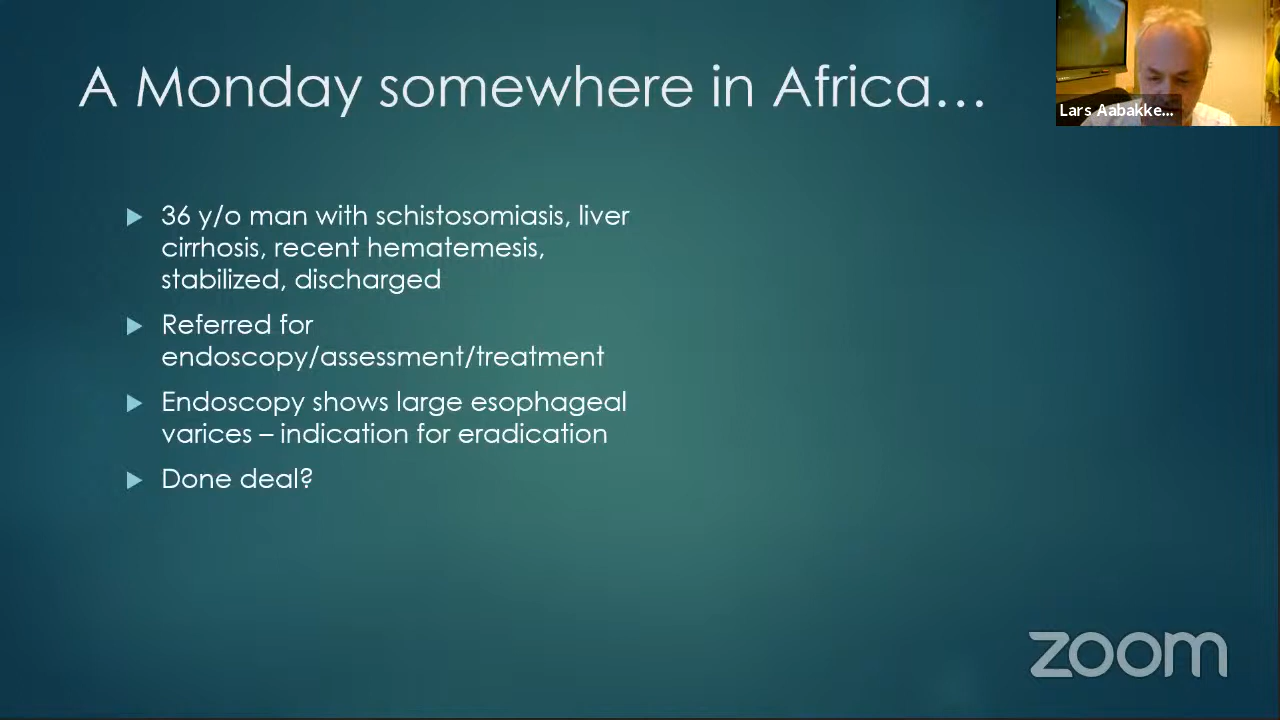 A Monday somewhere in Africa…
Lars Aabakke...
36 y/o man with schistosomiasis, liver
cirrhosis, recent hematemesis,
stabilized, discharged
Referred for
endoscopy/assessment/treatment
Endoscopy shows large esophageal
varices – indication for eradication
Done deal?
zoom